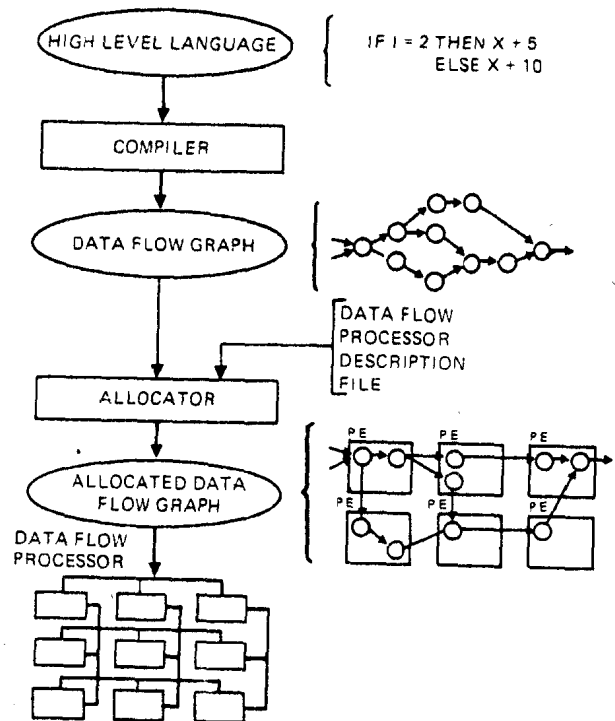 HIGH LEVEL LANGUAGE
IF I = 2 THEN X + 5
ELSE X + 10
COMPILER
DATA FLOW GRAPH
DATA FLOW
PROCESSOR
DESCRIPTION
FILE
ALLOCATOR
PE
PE
PE
ALLOCATED DATA
FLOW GRAPH
PE
PE
PE
DATA FLOW
PROCESSOR